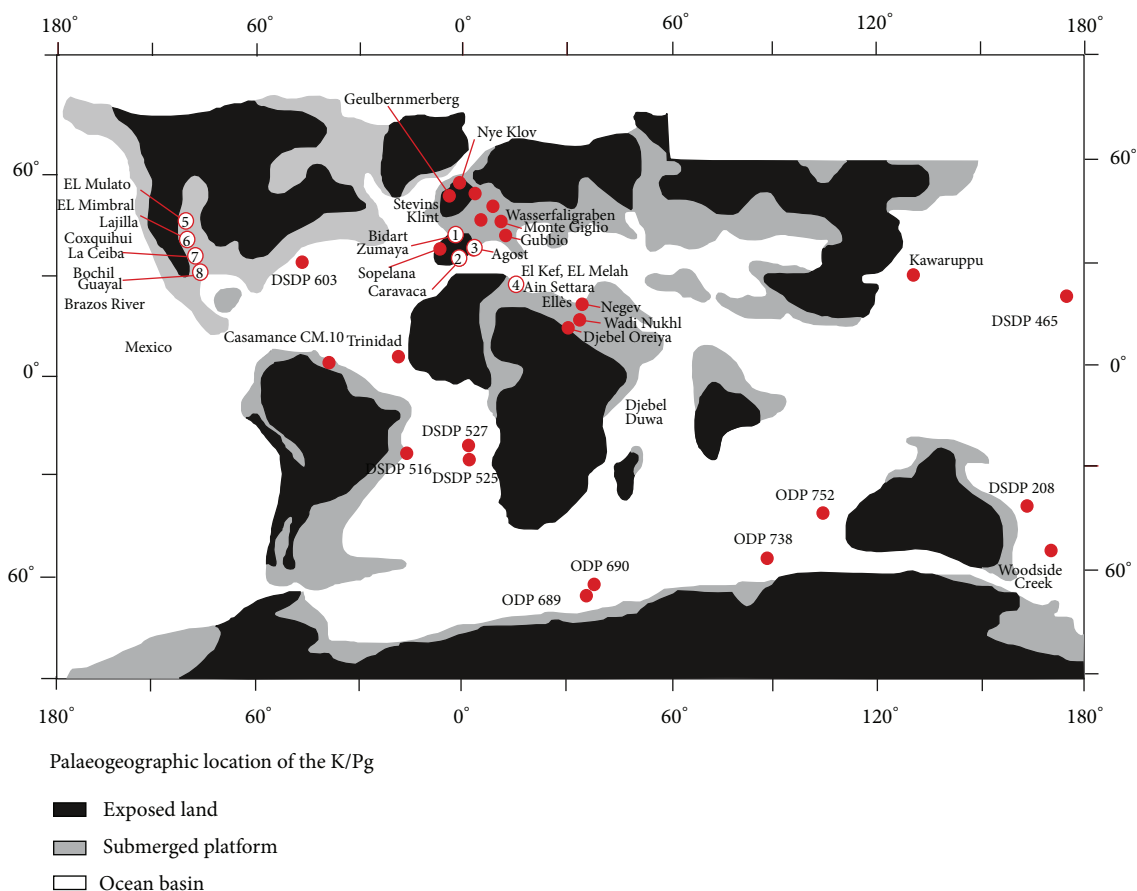 180° 60° 0° 60° 120° 180°
Geulbernmerberg
Nye Klov
60° 60°
EL Mulato
EL Mimbral
Lajilla
Coxquihui
La Ceiba
Bochil
Guayal
Brazos River
Mexico
5
6
7
8
DSDP 603
Stevins
Klint
Bidart
Zumaya
Sopelana
Caravaca
1
2
3
4
Wasserfaligraben
Monte Giglio
Gubbio
Agost
El Kef, EL Melah
Ain Settara
Ellès
Negev
Wadi Nukhl
Djebel Oreiya
Kawaruppu
DSDP 465
Casamance CM.10
Trinidad
0° 0°
Djebel
Duwa
DSDP 527
DSDP 516
DSDP 525
ODP 752
DSDP 208
ODP 738
Woodside
Creek
ODP 690
ODP 689
60° 60°
180° 60° 0° 60° 120° 180°
Palaeogeographic location of the K/Pg
Exposed land
Submerged platform
Ocean basin